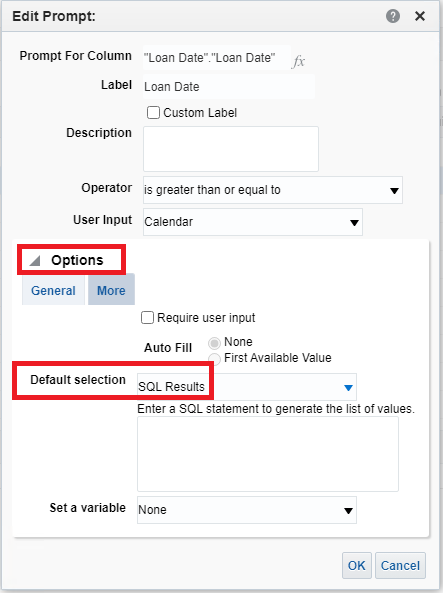 Edit Prompt:
Prompt For Column "Loan Date"."Loan Date" fx
Label Loan Date
Custom Label
Description
Operator is greater than or equal to
User Input Calendar
Options
General More
Require user input
Auto Fill None
First Available Value
Default selection SQL Results
Enter a SQL statement to generate the list of values.
Set a variable None
OK Cancel